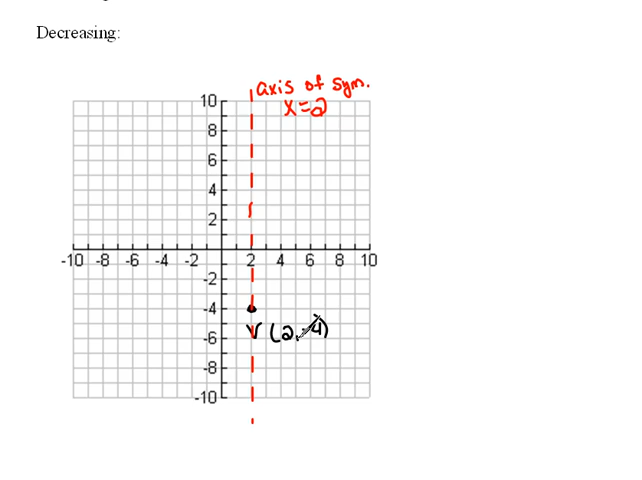 Decreasing:
axis of sym.
x=2
10
8
6
4
2
-10 -8 -6 -4 -2 2 4 6 8 10
-2
-4
V (2,-4)
-6
-8
-10